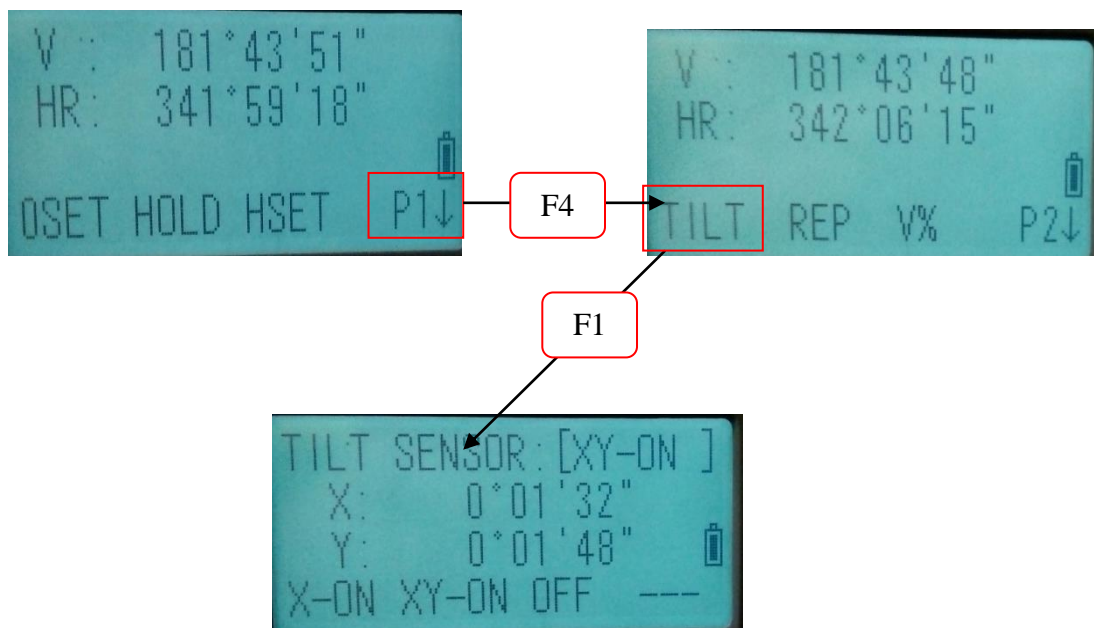 V : 181°43'51"
HR: 341°59'18"
0SET HOLD HSET P1↓
F4
V : 181°43'48"
HR: 342°06'15"
TILT REP V% P2↓
F1
TILT SENSOR:[XY-ON ]
X: 0°01'32"
Y: 0°01'48"
X-ON XY-ON OFF ---